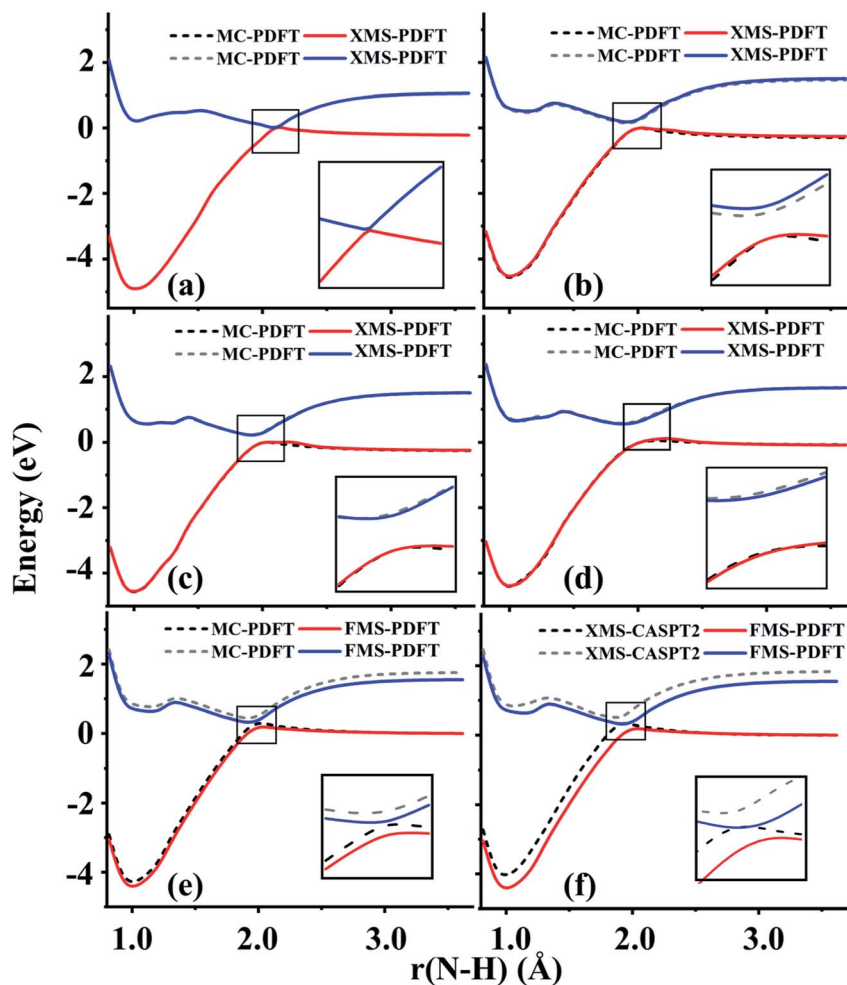 MC-PDFT XMS-PDFT
MC-PDFT XMS-PDFT
MC-PDFT XMS-PDFT
MC-PDFT XMS-PDFT
2
0
-2
-4
(a)
(b)
MC-PDFT XMS-PDFT
MC-PDFT XMS-PDFT
MC-PDFT XMS-PDFT
MC-PDFT XMS-PDFT
2
0
-2
-4
(c)
(d)
Energy (eV)
MC-PDFT FMS-PDFT
MC-PDFT FMS-PDFT
XMS-CASPT2 FMS-PDFT
XMS-CASPT2 FMS-PDFT
2
0
-2
-4
(e)
(f)
1.0 2.0 3.0 1.0 2.0 3.0
r(N-H) (Å)